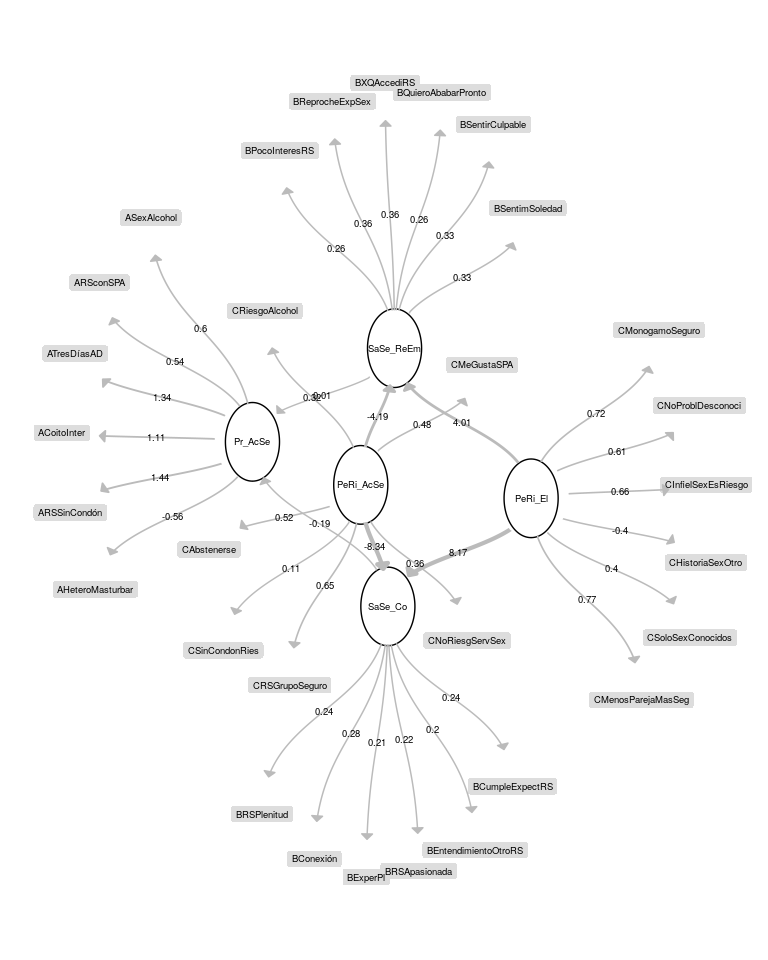 BXQAccediRS
BQuieroAbabarPronto
BReprocheExpSex
BSentirCulpable
BPocoInteresRS
BSentimSoledad
ASexAlcohol
0.36
0.36
0.26
0.33
0.26
0.33
ARSconSPA
CRiesgoAlcohol
CMonogamoSeguro
0.6
SaSe_ReEm
ATresDíasAD
0.54
CMeGustaSPA
1.34
0.01
CNoProblDesconoci
0.72
-4.19
0.48
4.01
ACoitoInter
1.11
Pr_AcSe
0.61
1.44
PeRi_AcSe
PeRi_El
0.66
CInfielSexEsRiesgo
ARSSinCondón
-0.56
0.52
-0.19
-0.4
CAbstenerse
-8.34
8.17
0.36
CHistoriaSexOtro
AHeteroMasturbar
0.11
0.65
0.4
0.77
SaSe_Co
CSinCondonRies
CNoRiesgServSex
CSoloSexConocidos
CRSGrupoSeguro
CMenosParejaMasSeg
0.24
0.24
0.28
0.21
0.22
0.2
BCumpleExpectRS
BRSPlenitud
BConexión
BEntendimientoOtroRS
BExperPl
BRSApasionada